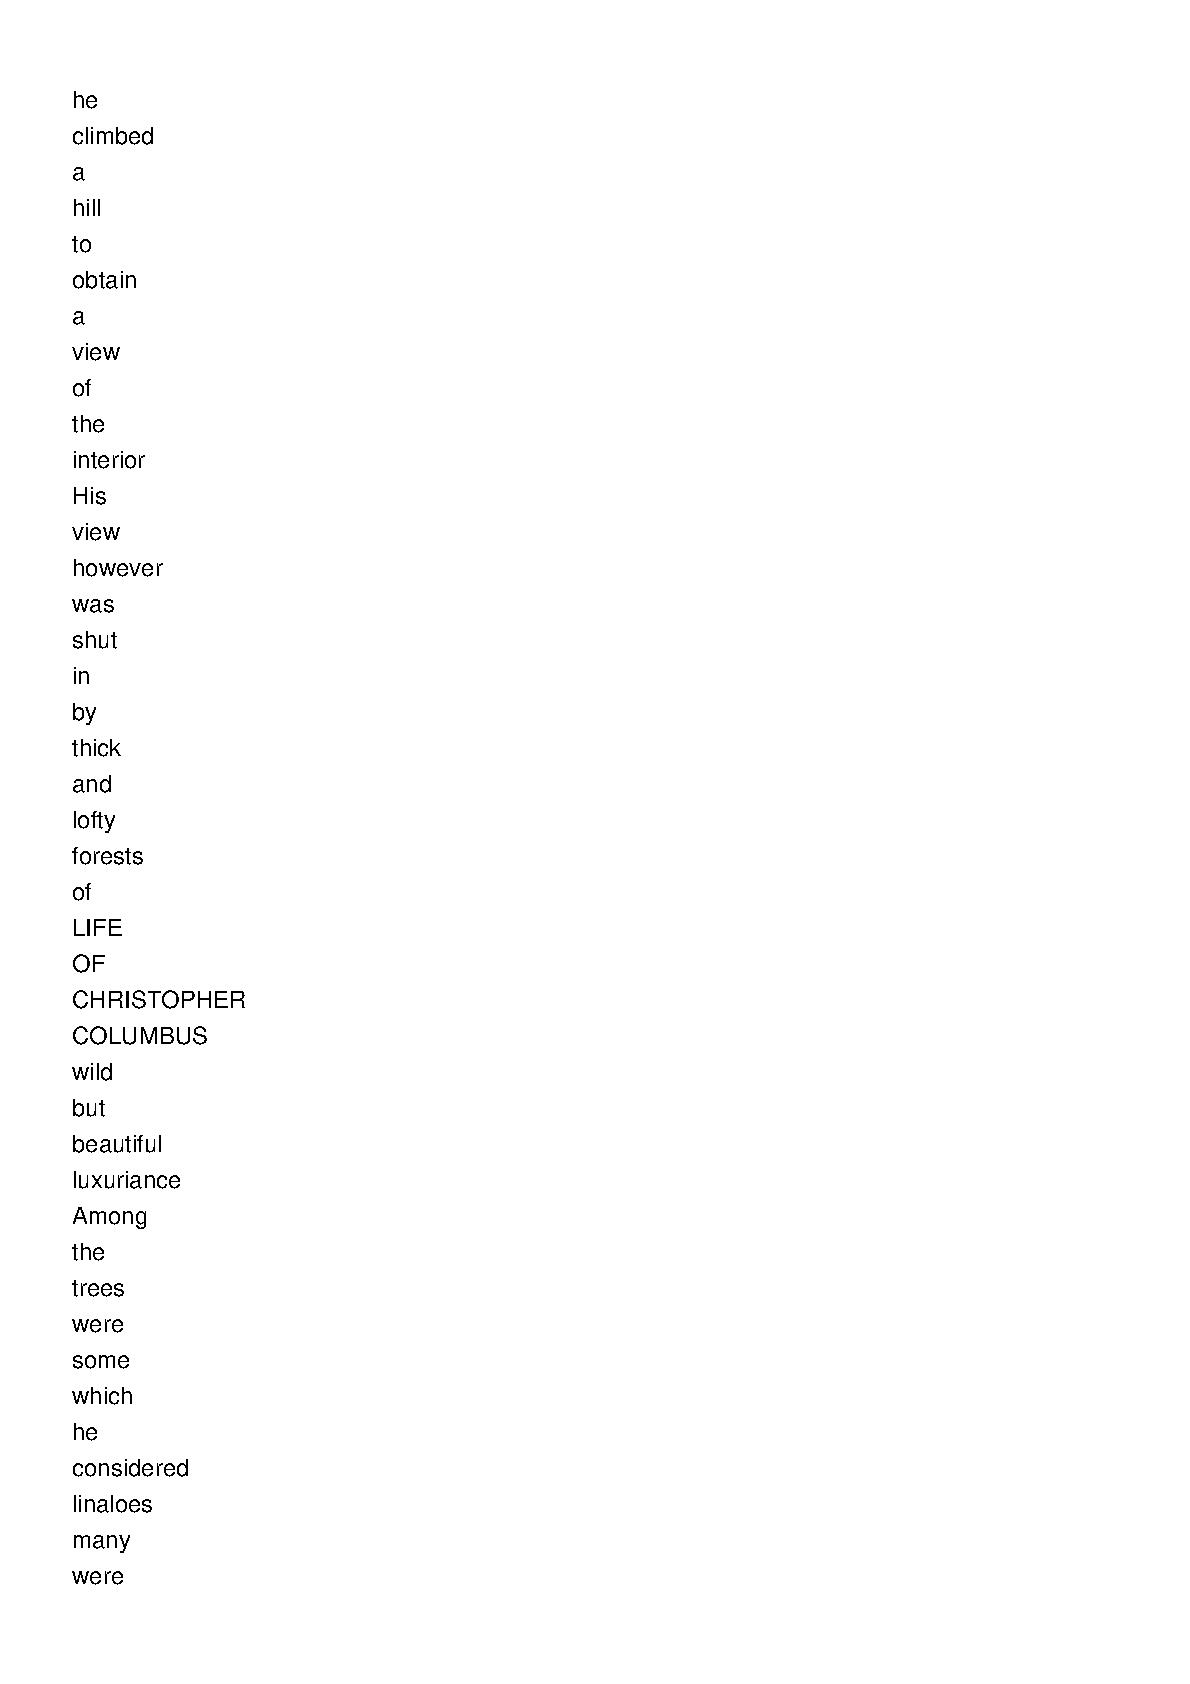 he
climbed
a
hill
to
obtain
a
view
of
the
interior
His
view
however
was
shut
in
by
thick
and
lofty
forests
of
LIFE
OF
CHRISTOPHER
COLUMBUS
wild
but
beautiful
luxuriance
Among
the
trees
were
some
which
he
considered
linaloes
many
were